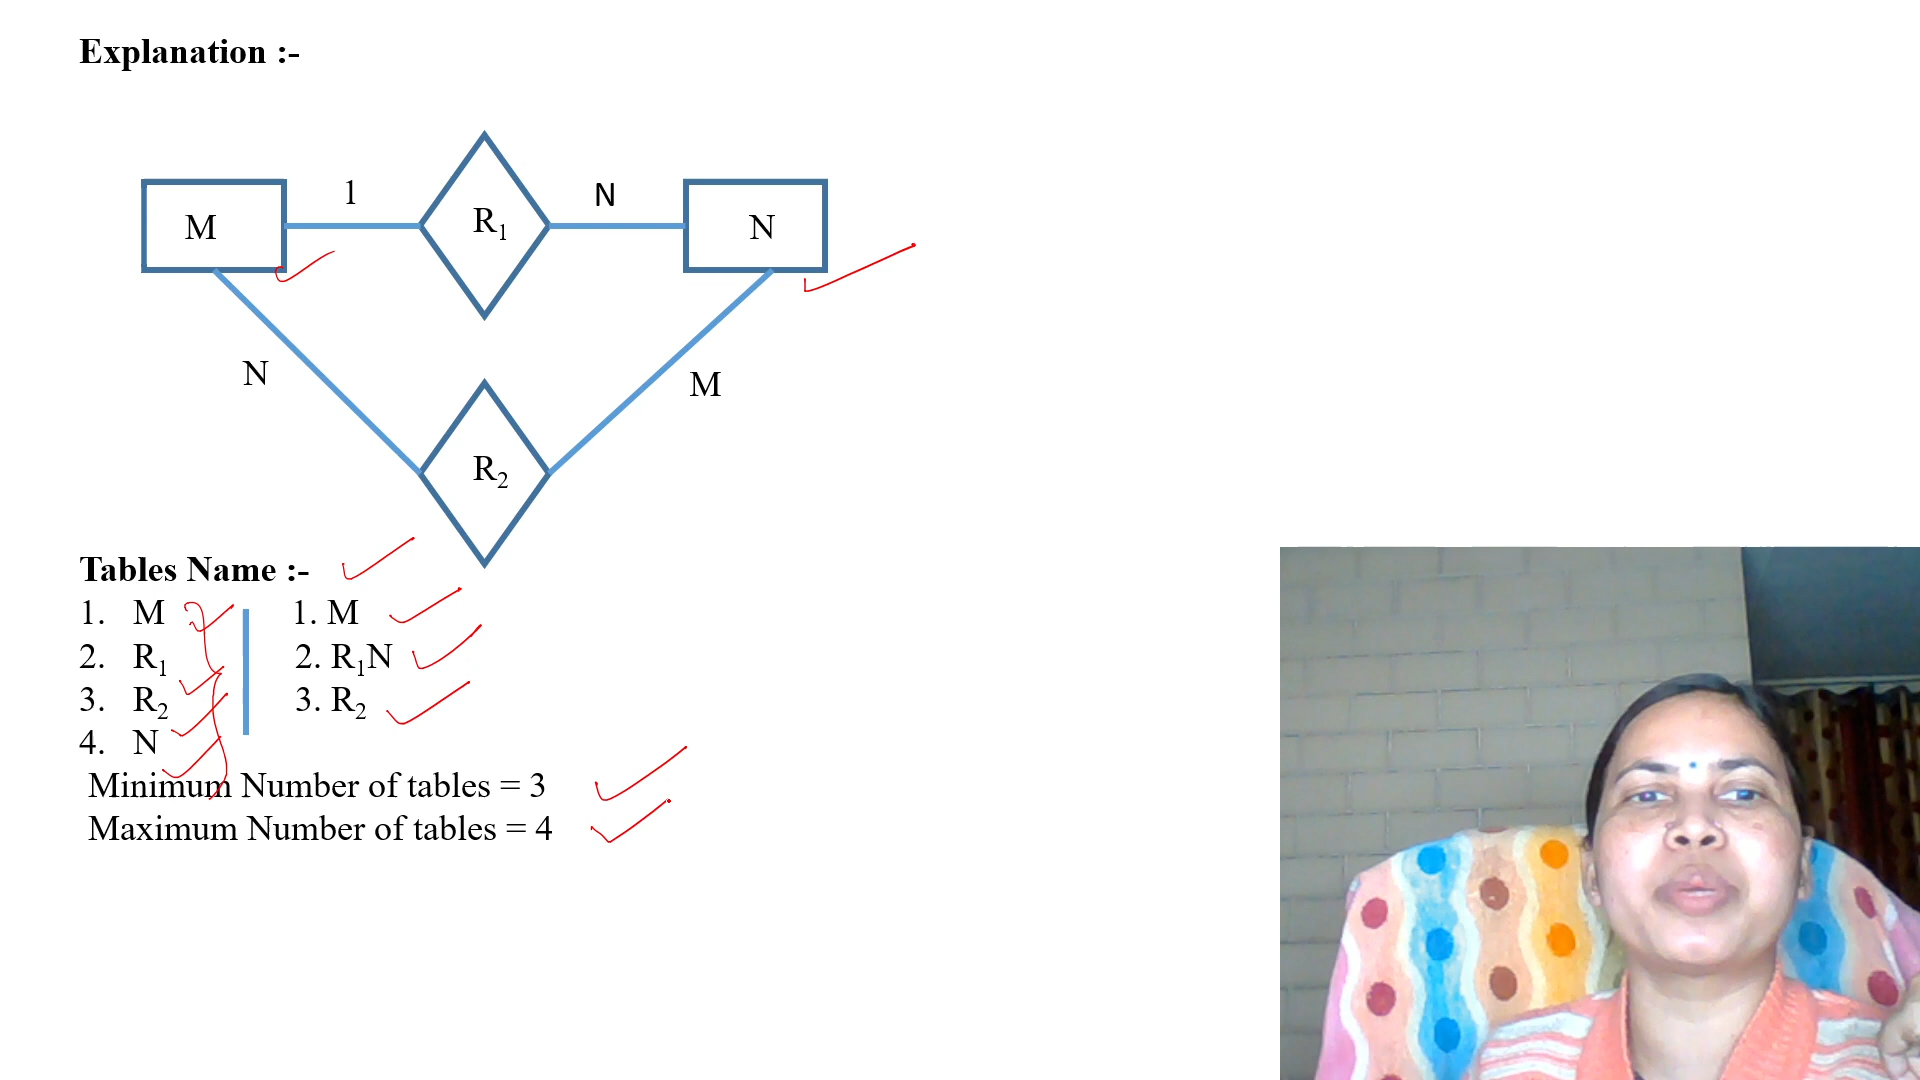 Explanation :-
M
1
R₁
N
N
N
M
R₂
Tables Name :-
1. M
2. R₁
3. R₂
4. N
1. M
2. R₁N
3. R₂
Minimum Number of tables = 3
Maximum Number of tables = 4